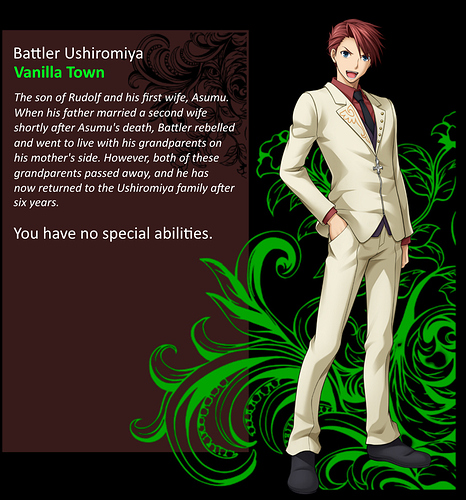 Battler Ushiromiya
Vanilla Town
The son of Rudolf and his first wife, Asumu.
When his father married a second wife
shortly after Asumu's death, Battler rebelled
and went to live with his grandparents on
his mother's side. However, both of these
grandparents passed away, and he has
now returned to the Ushiromiya family after
six years.
You have no special abilities.